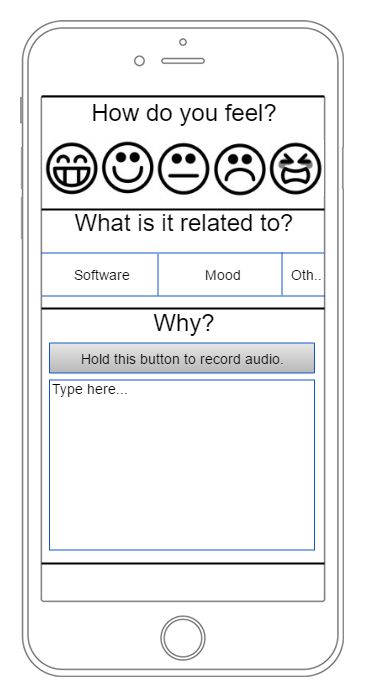 How do you feel?
What is it related to?
Software Mood Oth..
Why?
Hold this button to record audio.
Type here...